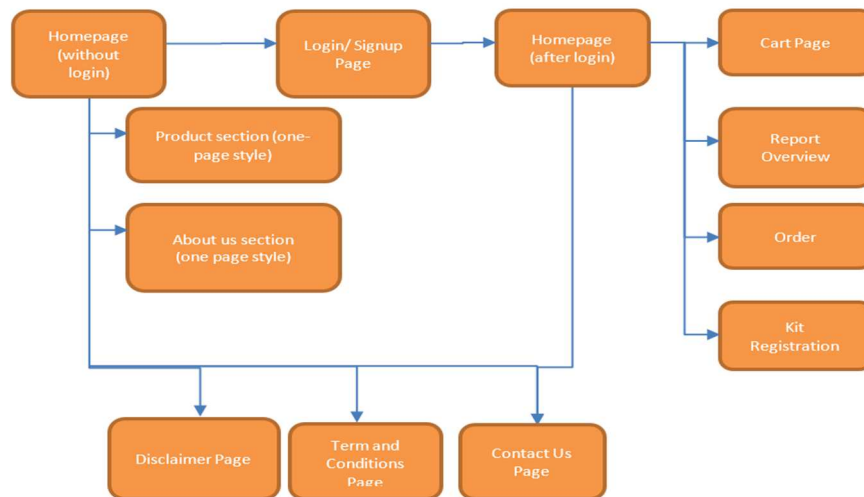 Homepage
(without
login)
Login/ Signup
Page
Homepage
(after login)
Cart Page
Product section (one-
page style)
Report
Overview
About us section
(one page style)
Order
Kit
Registration
Disclaimer Page
Term and
Conditions
Page
Contact Us
Page